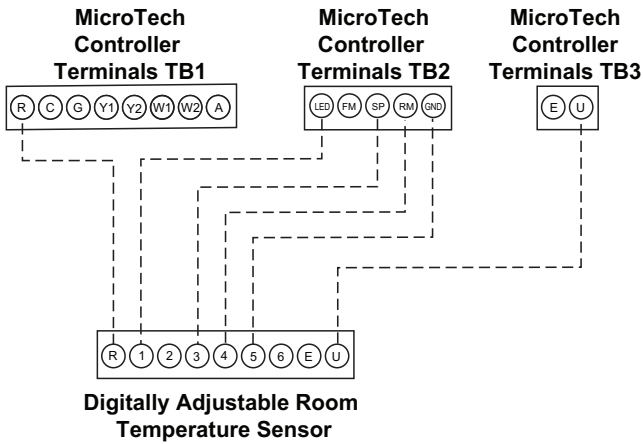 MicroTech
Controller
Terminals TB1
MicroTech
Controller
Terminals TB2
MicroTech
Controller
Terminals TB3
R C G Y1 Y2 W1 W2 A
LED FM SP RM GND
E U
R 1 2 3 4 5 6 E U
Digitally Adjustable Room
Temperature Sensor